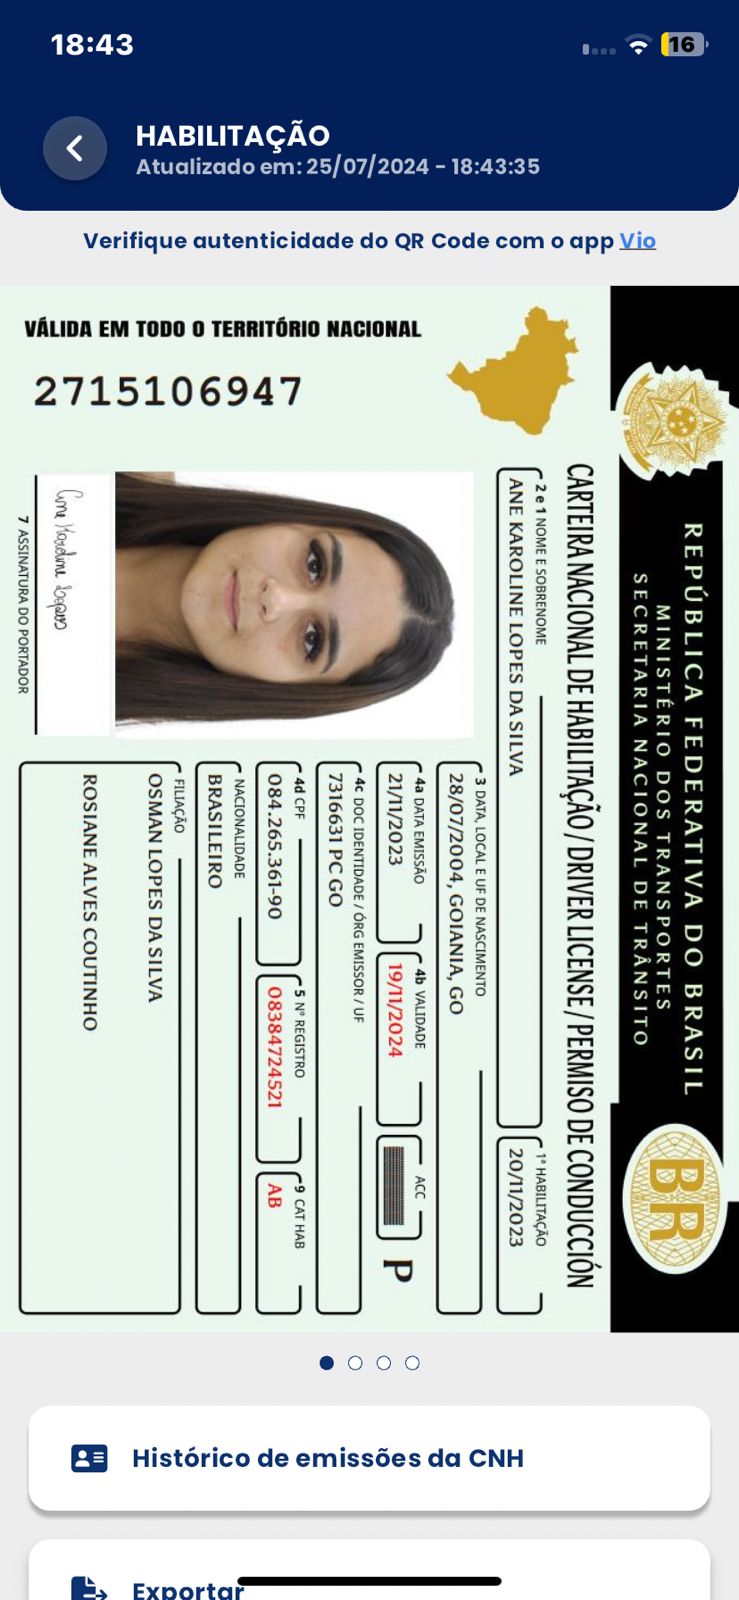 18:43
16
HABILITAÇÃO
Atualizado em: 25/07/2024 – 18:43:35
Verifique autenticidade do QR Code com o app Vio
REPÚBLICA FEDERATIVA DO BRASIL
MINISTÉRIO DOS TRANSPORTES
SECRETARIA NACIONAL DE TRÂNSITO
BR
CARTEIRA NACIONAL DE HABILITAÇÃO / DRIVER LICENSE / PERMISO DE CONDUCCIÓN
2 e 1 NOME E SOBRENOME
ANE KAROLINE LOPES DA SILVA
1ª HABILITAÇÃO
20/11/2023
3 DATA, LOCAL E UF DE NASCIMENTO
28/07/2004, GOIANIA, GO
4a DATA EMISSÃO
21/11/2023
4b VALIDADE
19/11/2024
ACC
P
4c DOC IDENTIDADE / ÓRG EMISSOR / UF
7316631 PC GO
4d CPF
084.265.361-90
5 Nº REGISTRO
08384724521
9 CAT HAB
AB
NACIONALIDADE
BRASILEIRO
FILIAÇÃO
OSMAN LOPES DA SILVA
ROSIANE ALVES COUTINHO
VÁLIDA EM TODO O TERRITÓRIO NACIONAL
2715106947
Ane Karoline Lopes
7 ASSINATURA DO PORTADOR
Histórico de emissões da CNH
Exportar